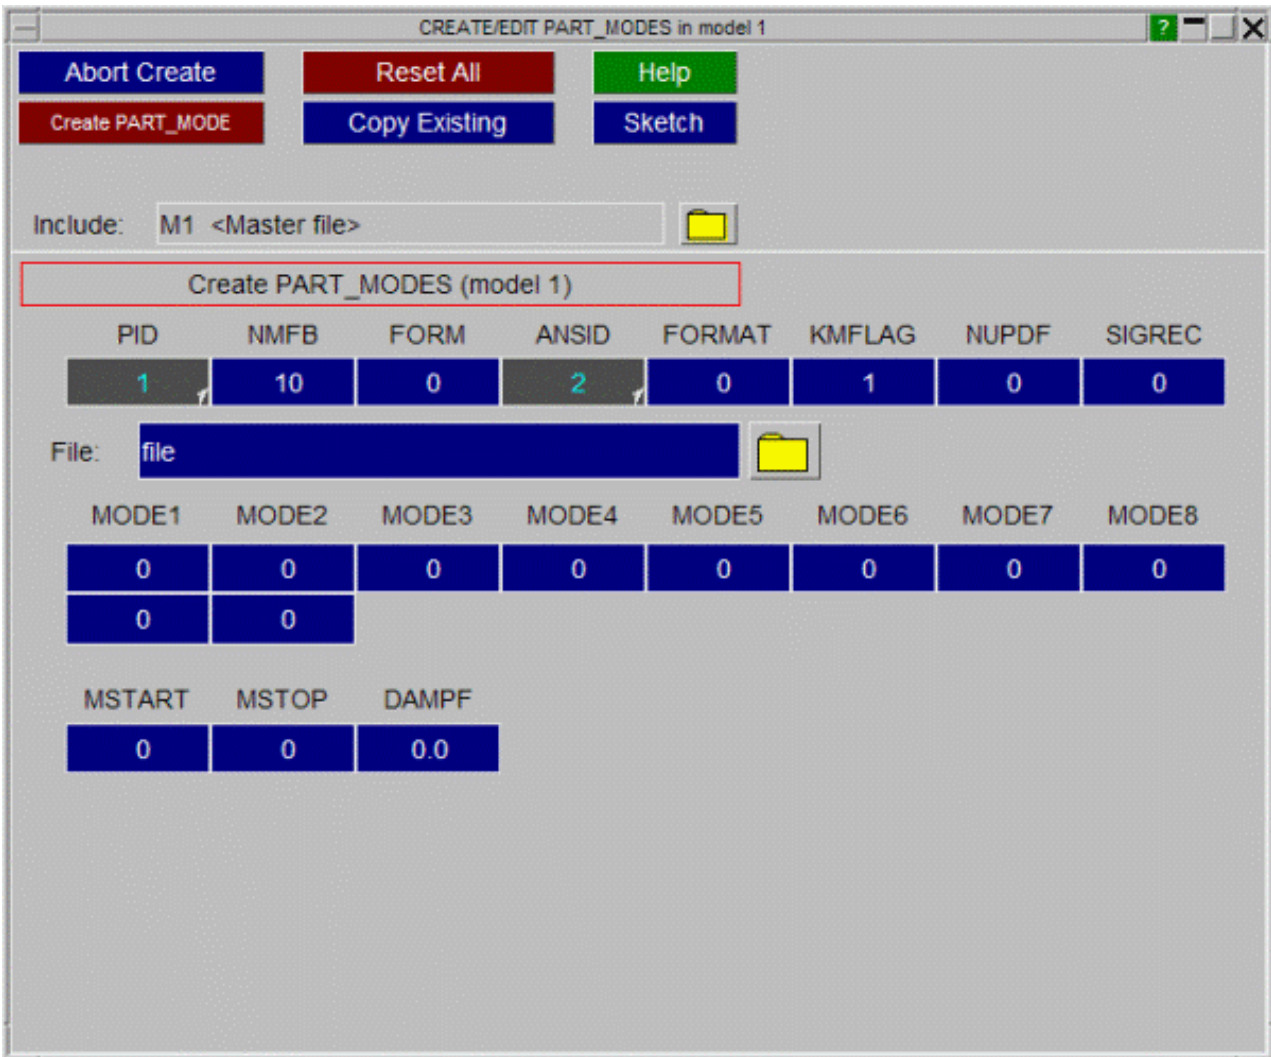 CREATE/EDIT PART_MODES in model 1 ?
Abort Create Reset All Help
Create PART_MODE Copy Existing Sketch
Include: M1 <Master file>
Create PART_MODES (model 1)
PID NMFB FORM ANSID FORMAT KMFLAG NUPDF SIGREC
1 10 0 2 0 1 0 0
File: file
MODE1 MODE2 MODE3 MODE4 MODE5 MODE6 MODE7 MODE8
0 0 0 0 0 0 0 0
0 0
MSTART MSTOP DAMPF
0 0 0.0